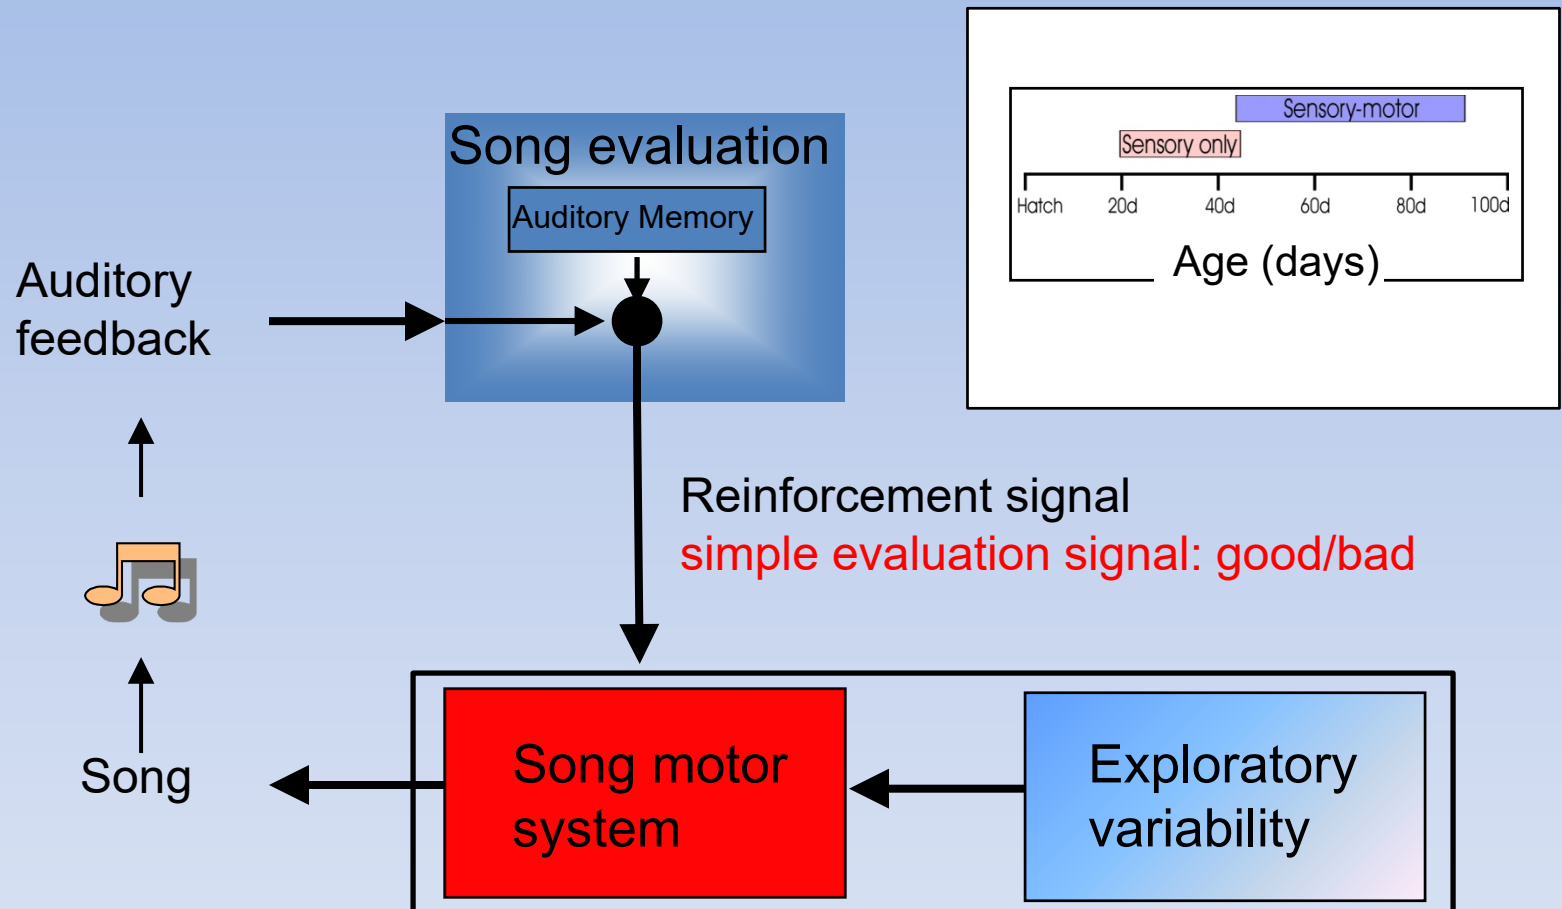 Song evaluation
Auditory Memory
Auditory
feedback
Sensory-motor
Sensory only
Hatch 20d 40d 60d 80d 100d
Age (days)
Reinforcement signal
simple evaluation signal: good/bad
Song
Song motor
system
Exploratory
variability